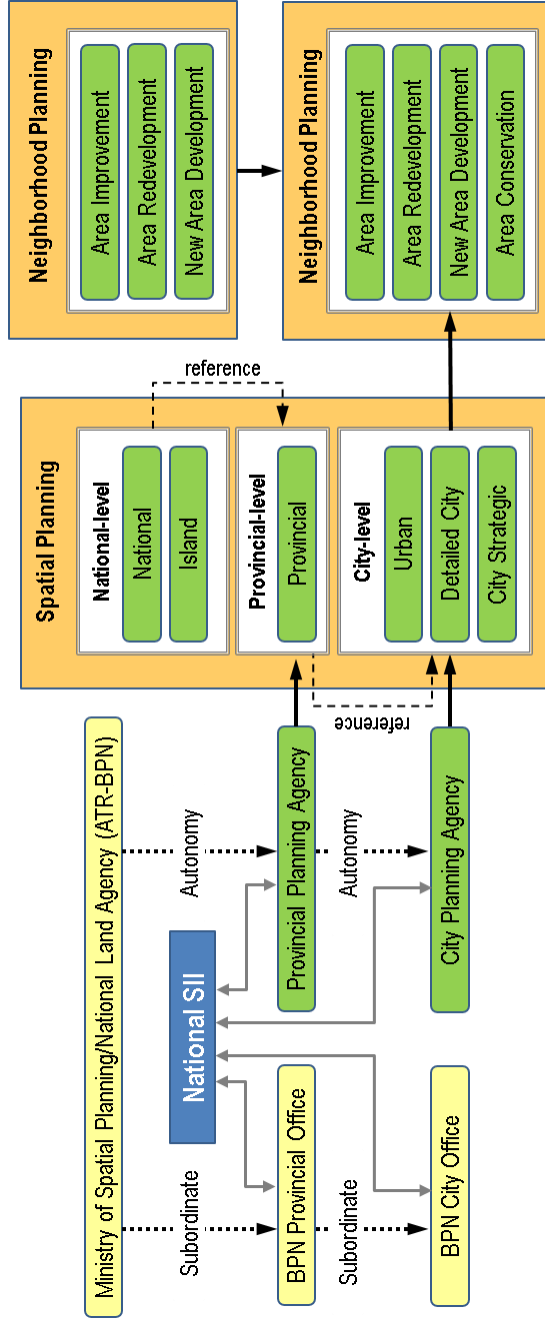 Ministry of Spatial Planning/National Land Agency (ATR-BPN)
Subordinate
Autonomy
National SII
BPN Provincial Office
Provincial Planning Agency
Subordinate
Autonomy
BPN City Office
City Planning Agency
Spatial Planning
National-level
National
Island
reference
Provincial-level
Provincial
reference
City-level
Urban
Detailed City
City Strategic
Neighborhood Planning
Area Improvement
Area Redevelopment
New Area Development
Neighborhood Planning
Area Improvement
Area Redevelopment
New Area Development
Area Conservation